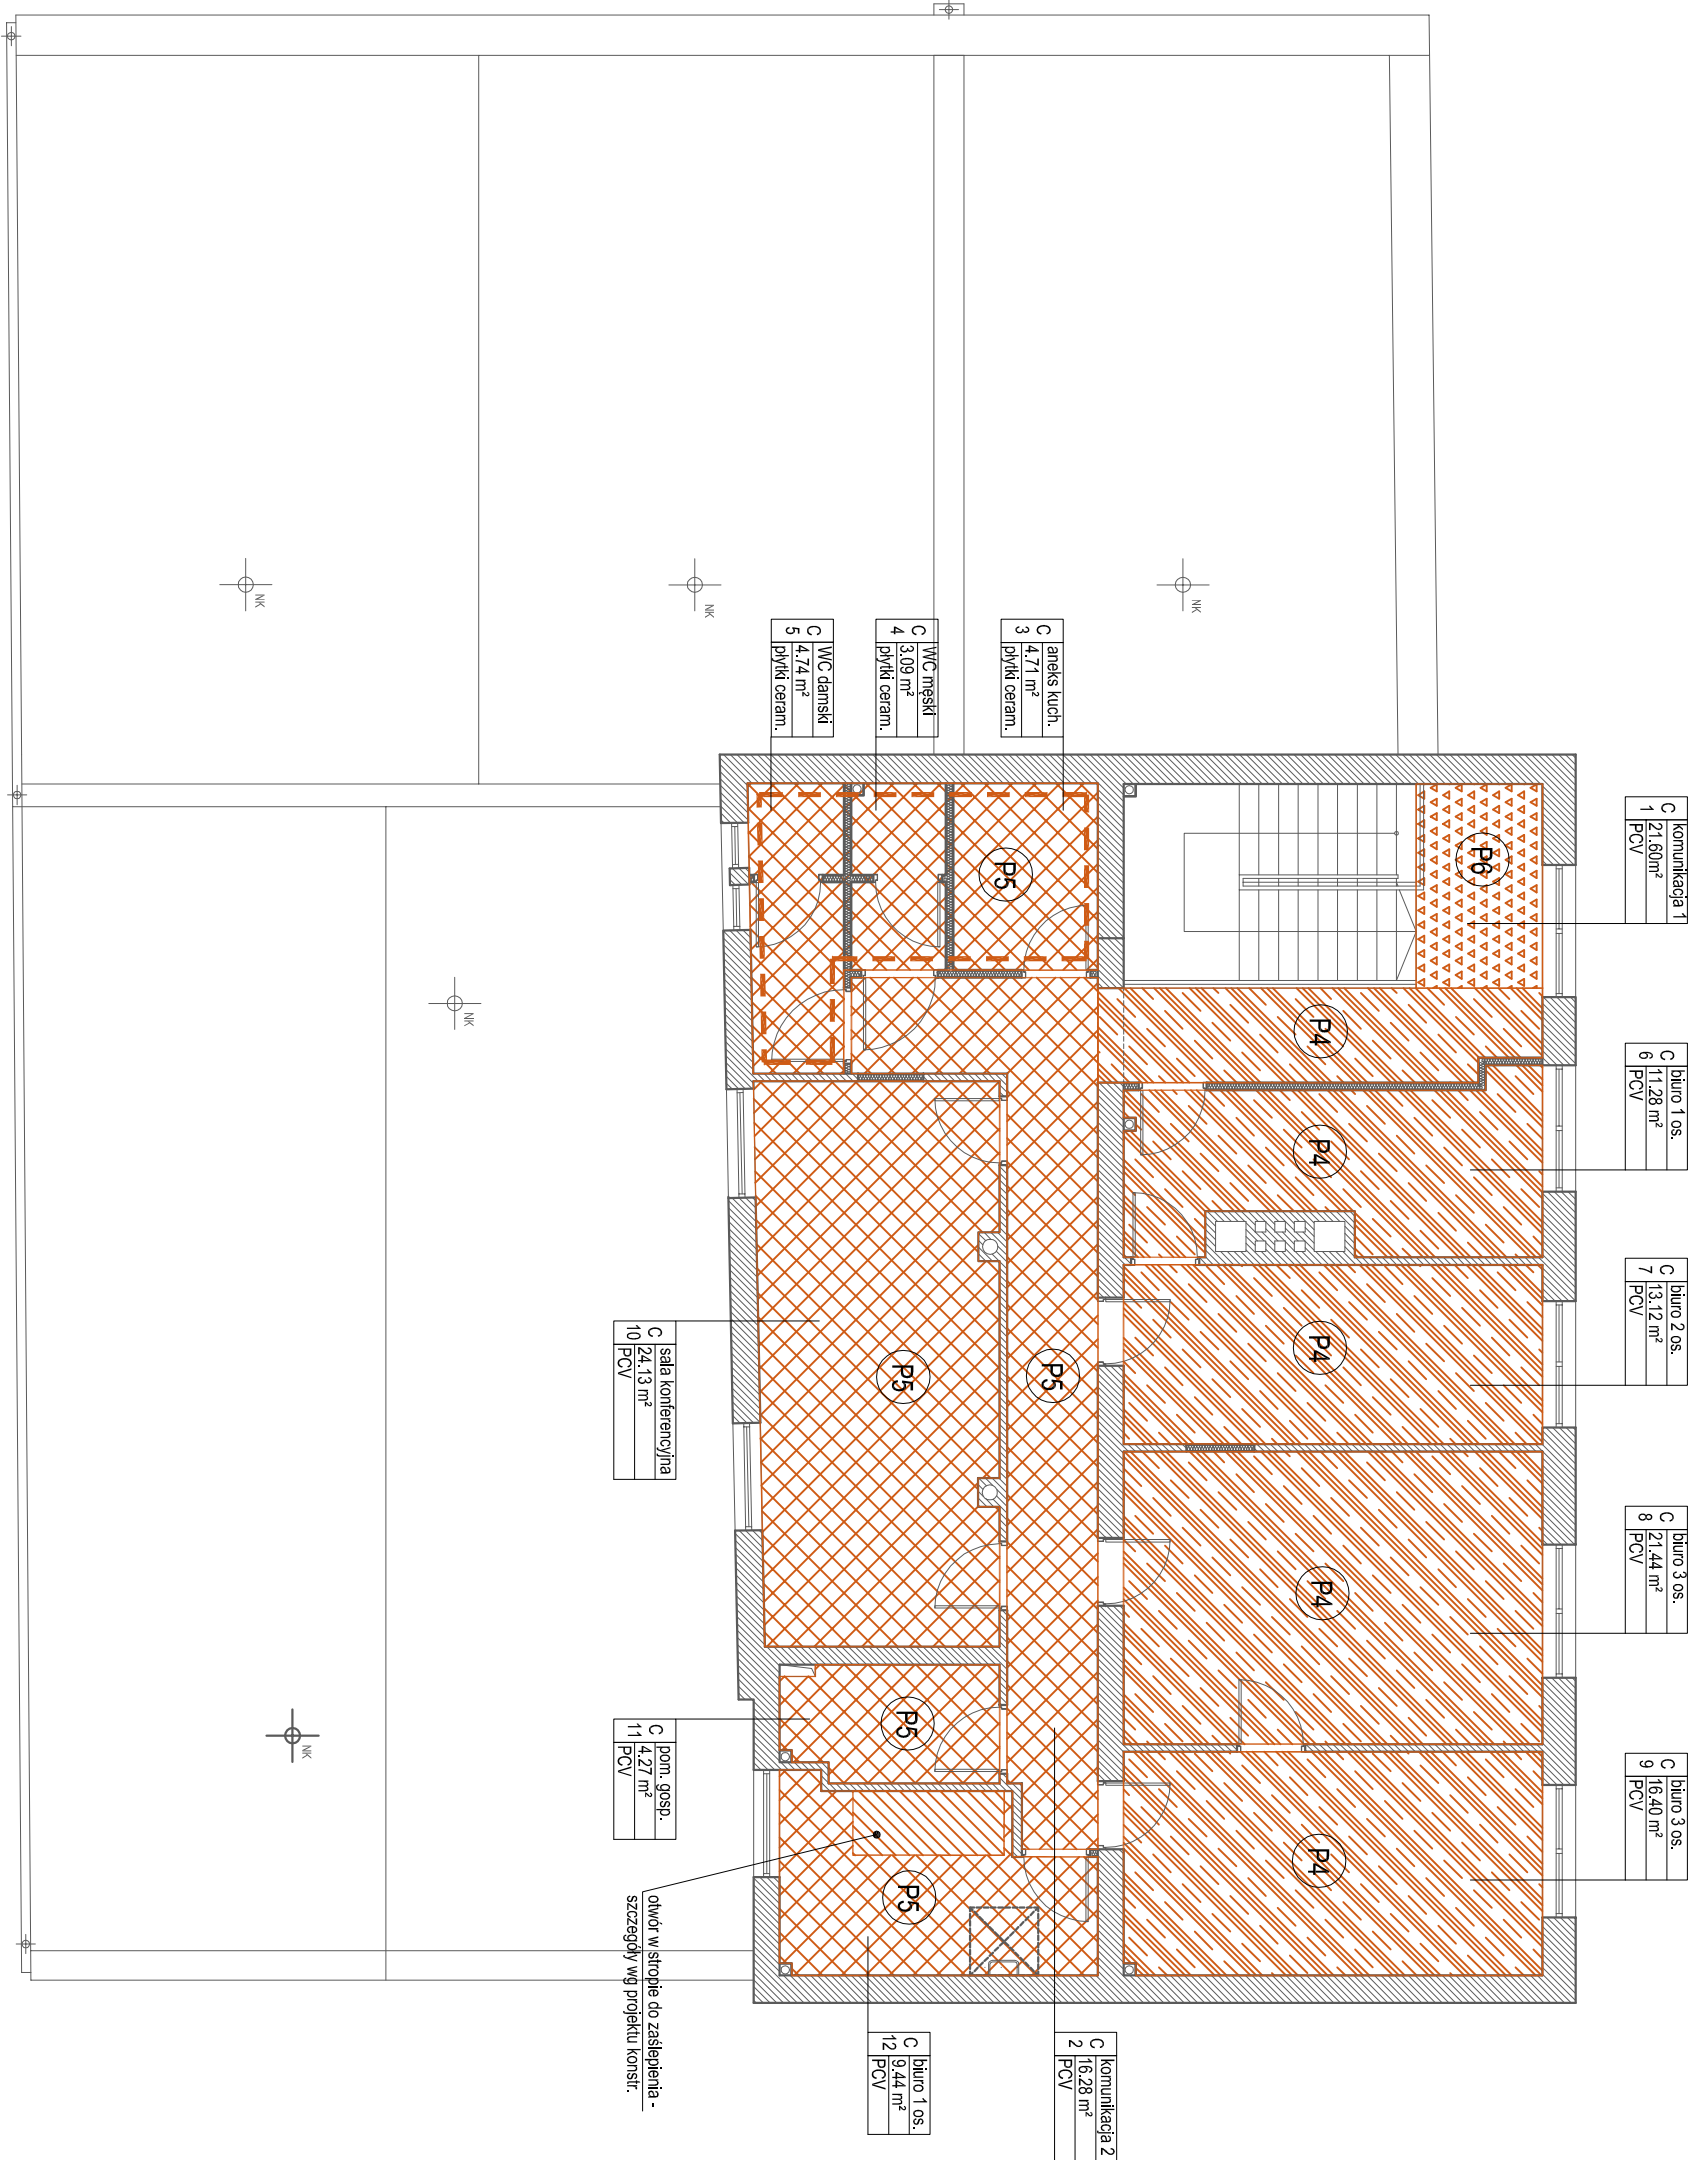 C
1
komunikacja 1
21.60m²
PCV
C
6
biuro 1 os.
11.28 m²
PCV
C
7
biuro 2 os.
13.12 m²
PCV
C
8
biuro 3 os.
21.44 m²
PCV
C
9
biuro 3 os.
16.40 m²
PCV
C
3
aneks kuch.
4.71 m²
płytki ceram.
C
4
WC męski
3.09 m²
płytki ceram.
C
5
WC damski
4.74 m²
płytki ceram.
C
10
sala konferencyjna
24.13 m²
PCV
C
11
pom. gosp.
4.27 m²
PCV
C
12
biuro 1 os.
9.44 m²
PCV
C
2
komunikacja 2
16.28 m²
PCV
otwór w stropie do zaślepienia -
szczegóły wg projektu konstr.
P6
P4
P4
P4
P4
P4
P5
P5
P5
P5
P5
NK
NK
NK
NK
NK